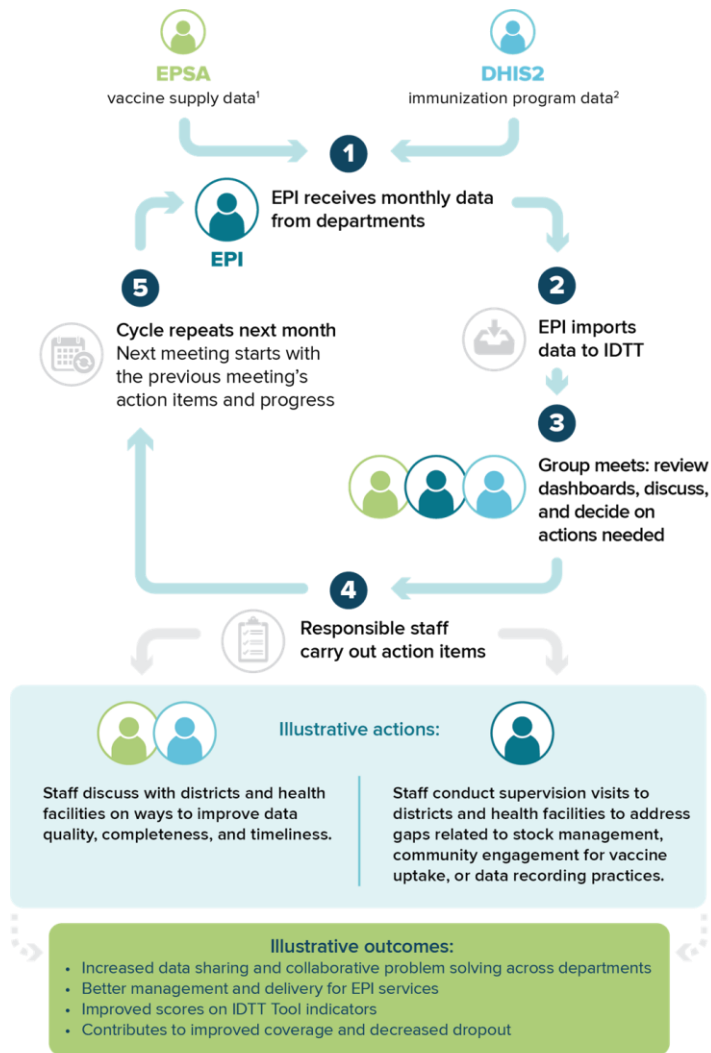 EPSA
vaccine supply data¹
DHIS2
immunization program data²
1
EPI receives monthly data
from departments
EPI
2
EPI imports
data to IDTT
3
Group meets: review
dashboards, discuss,
and decide on
actions needed
4
Responsible staff
carry out action items
5
Cycle repeats next month
Next meeting starts with
the previous meeting’s
action items and progress
Illustrative actions:
Staff discuss with districts and health
facilities on ways to improve data
quality, completeness, and timeliness.
Staff conduct supervision visits to
districts and health facilities to address
gaps related to stock management,
community engagement for vaccine
uptake, or data recording practices.
Illustrative outcomes:
• Increased data sharing and collaborative problem solving across departments
• Better management and delivery for EPI services
• Improved scores on IDTT Tool indicators
• Contributes to improved coverage and decreased dropout